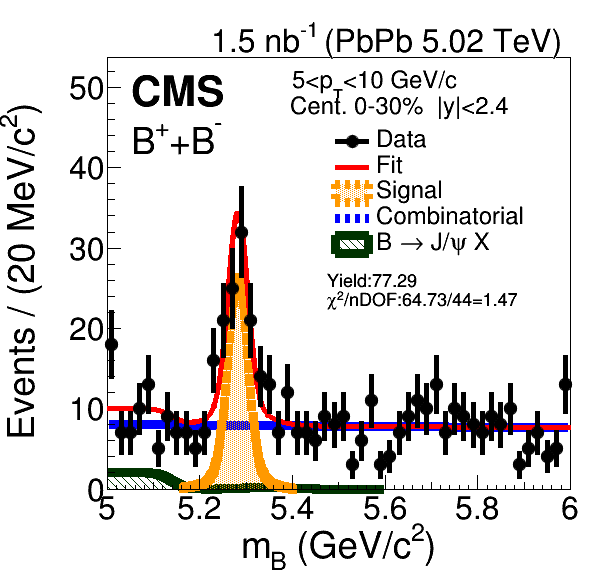 1.5 nb⁻¹ (PbPb 5.02 TeV)
CMS
B⁺+B⁻
5<p_T<10 GeV/c
Cent. 0-30% |y|<2.4
Data
Fit
Signal
Combinatorial
B → J/ψ X
Yield:77.29
χ²/nDOF:64.73/44=1.47
Events / (20 MeV/c²)
50
40
30
20
10
0
5 5.2 5.4 5.6 5.8 6
m_B (GeV/c²)